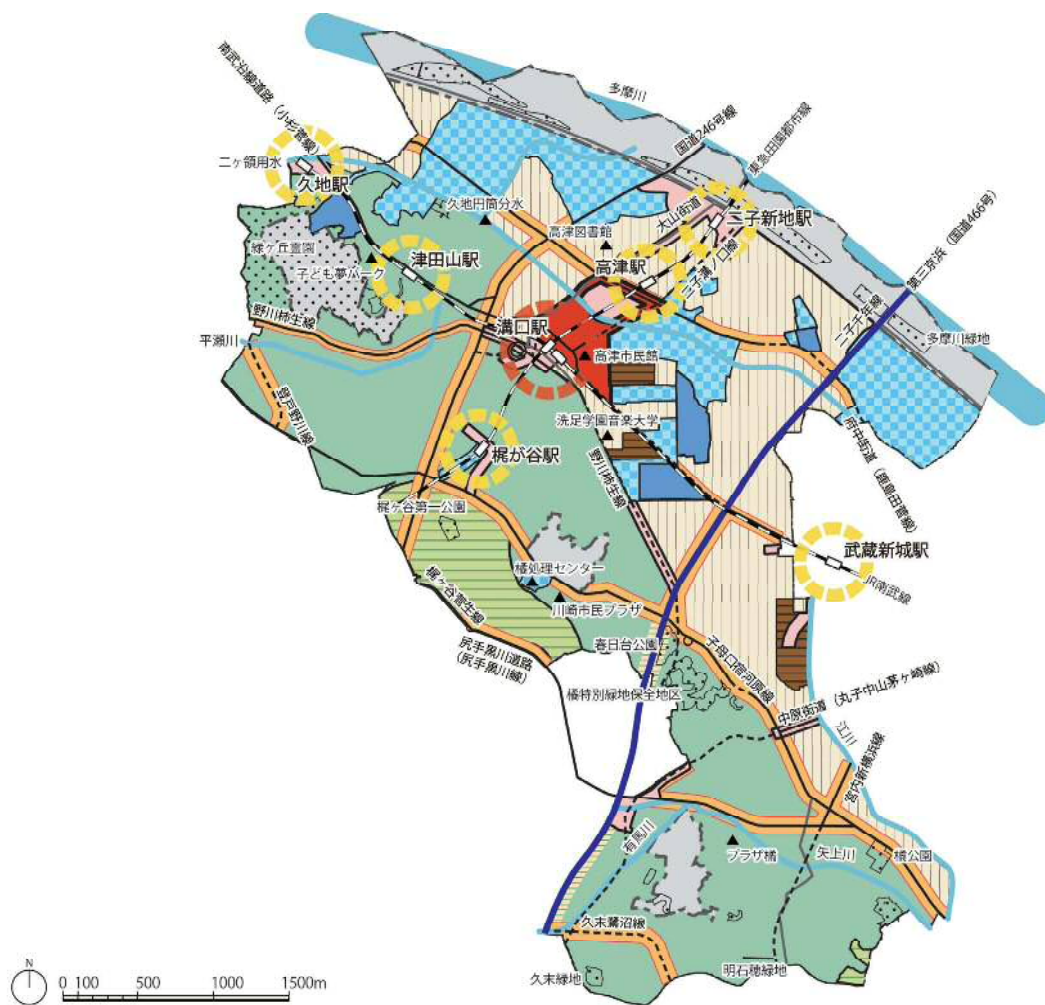 南武沿線道路（小杉菅線）
多摩川
国道246号線
東急田園都市線
二ヶ領用水
久地駅
久地円筒分水
大山街道
二子新地駅
第三京浜（国道466号）
高津図書館
緑ヶ丘霊園
津田山駅
子ども夢パーク
高津駅
二子溝ノ口線
野川柿生線
溝口駅
二子千年線
多摩川緑地
平瀬川
高津市民館
登戸野川線
洗足学園音楽大学
府中街道（鹿島田菅線）
梶が谷駅
野川柿生線
梶ヶ谷第一公園
武蔵新城駅
橘処理センター
JR南武線
梶ヶ谷菅生線
川崎市民プラザ
尻手黒川道路
（尻手黒川線）
春日台公園
子母口宿河原線
橘特別緑地保全地区
中原街道（丸子中山茅ヶ崎線）
江川
宮内新横浜線
有馬川
プラザ橘
矢上川
橘公園
久末鷺沼線
久末緑地
明石穂緑地
N
0 100 500 1000 1500m